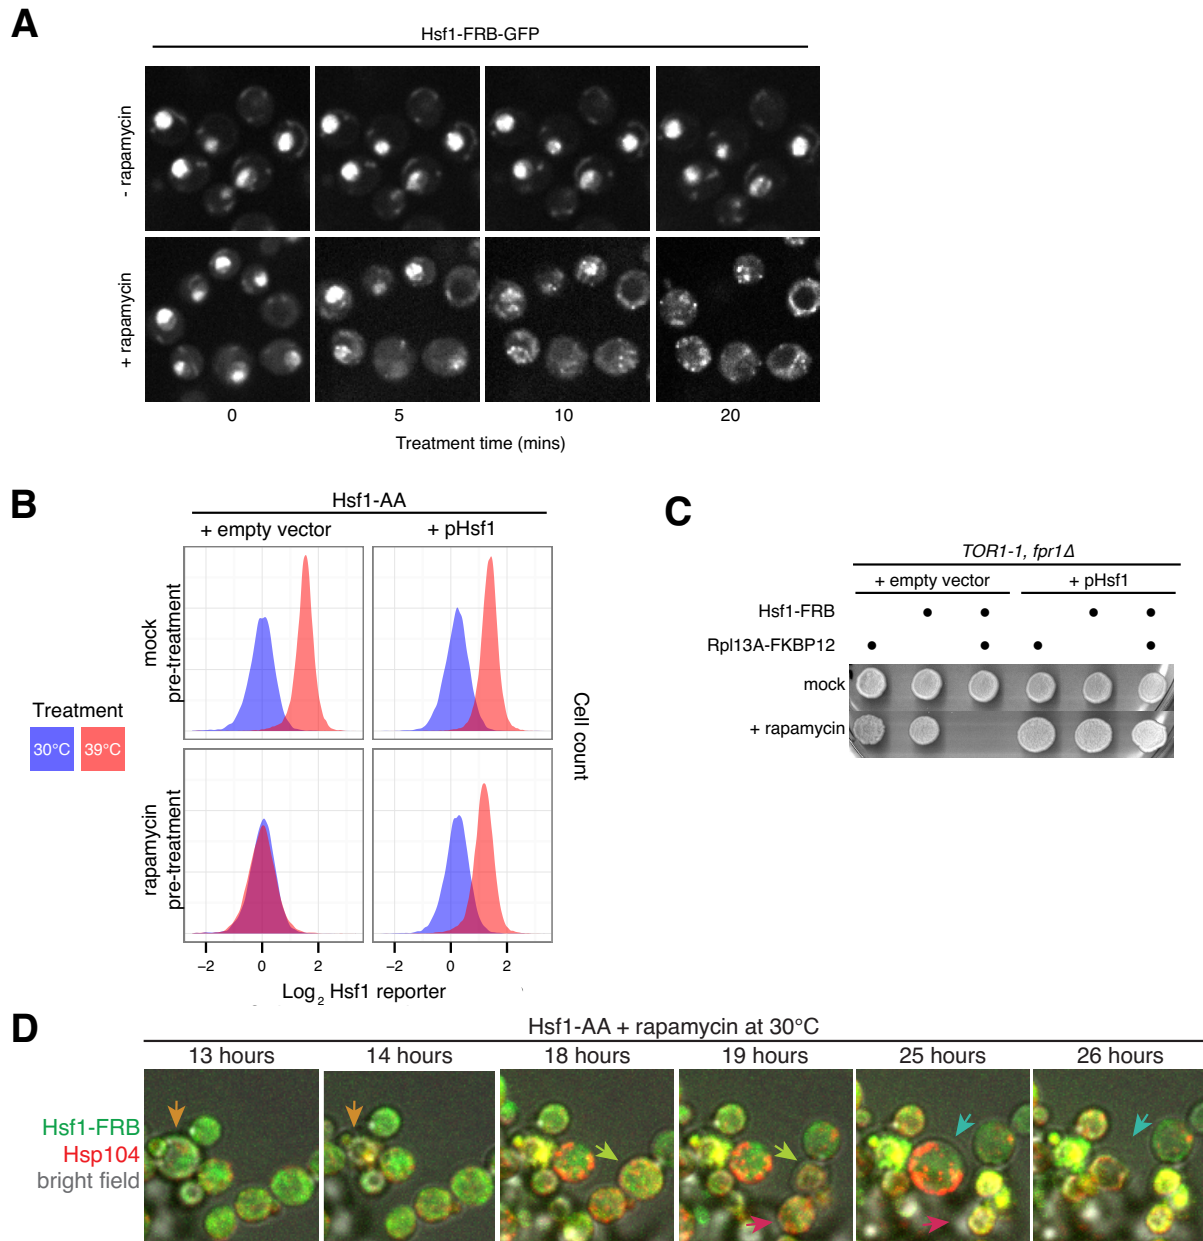 A
Hsf1-FRB-GFP
- rapamycin
+ rapamycin
0 5 10 20
Treatment time (mins)
B
Hsf1-AA
+ empty vector + pHsf1
mock
pre-treatment
rapamycin
pre-treatment
Cell count
Treatment
30°C 39°C
−2 0 2 −2 0 2
Log2 Hsf1 reporter
C
TOR1-1, fpr1Δ
+ empty vector + pHsf1
Hsf1-FRB
Rpl13A-FKBP12
mock
+ rapamycin
D
Hsf1-AA + rapamycin at 30°C
13 hours 14 hours 18 hours 19 hours 25 hours 26 hours
Hsf1-FRB
Hsp104
bright field